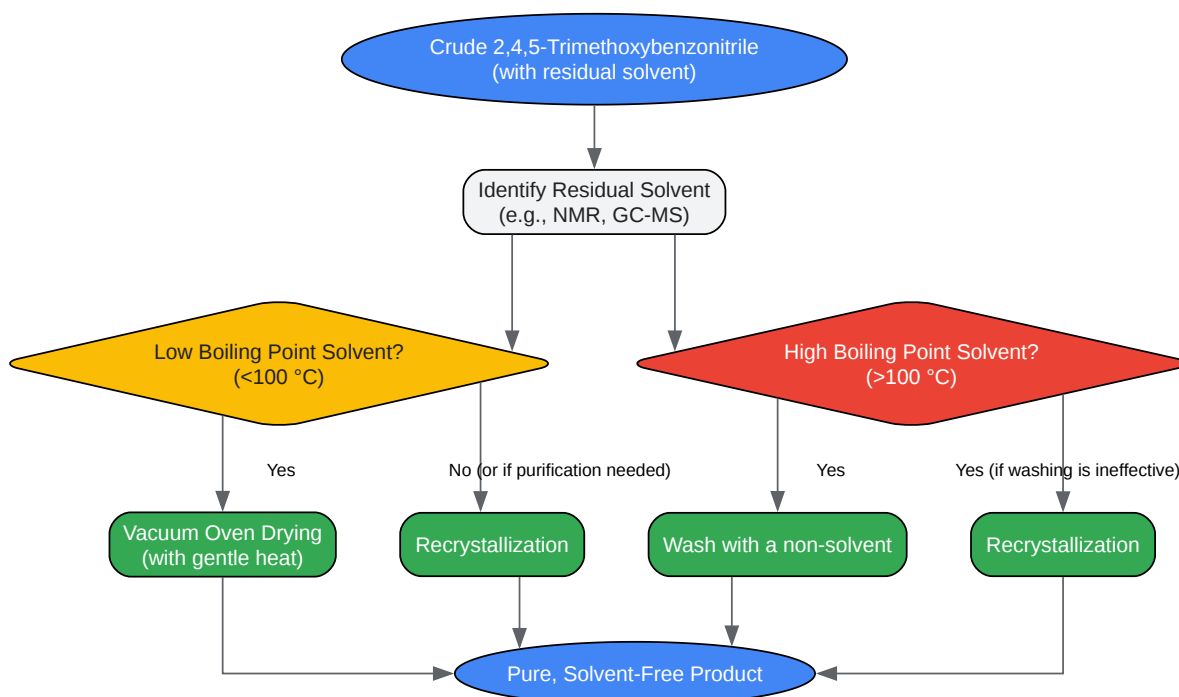 Crude 2,4,5-Trimethoxybenzonitrile
(with residual solvent)
Identify Residual Solvent
(e.g., NMR, GC-MS)
Low Boiling Point Solvent?
(<100 °C)
High Boiling Point Solvent?
(>100 °C)
Yes
No (or if purification needed)
Yes
Yes (if washing is ineffective)
Vacuum Oven Drying
(with gentle heat)
Recrystallization
Wash with a non-solvent
Recrystallization
Pure, Solvent-Free Product